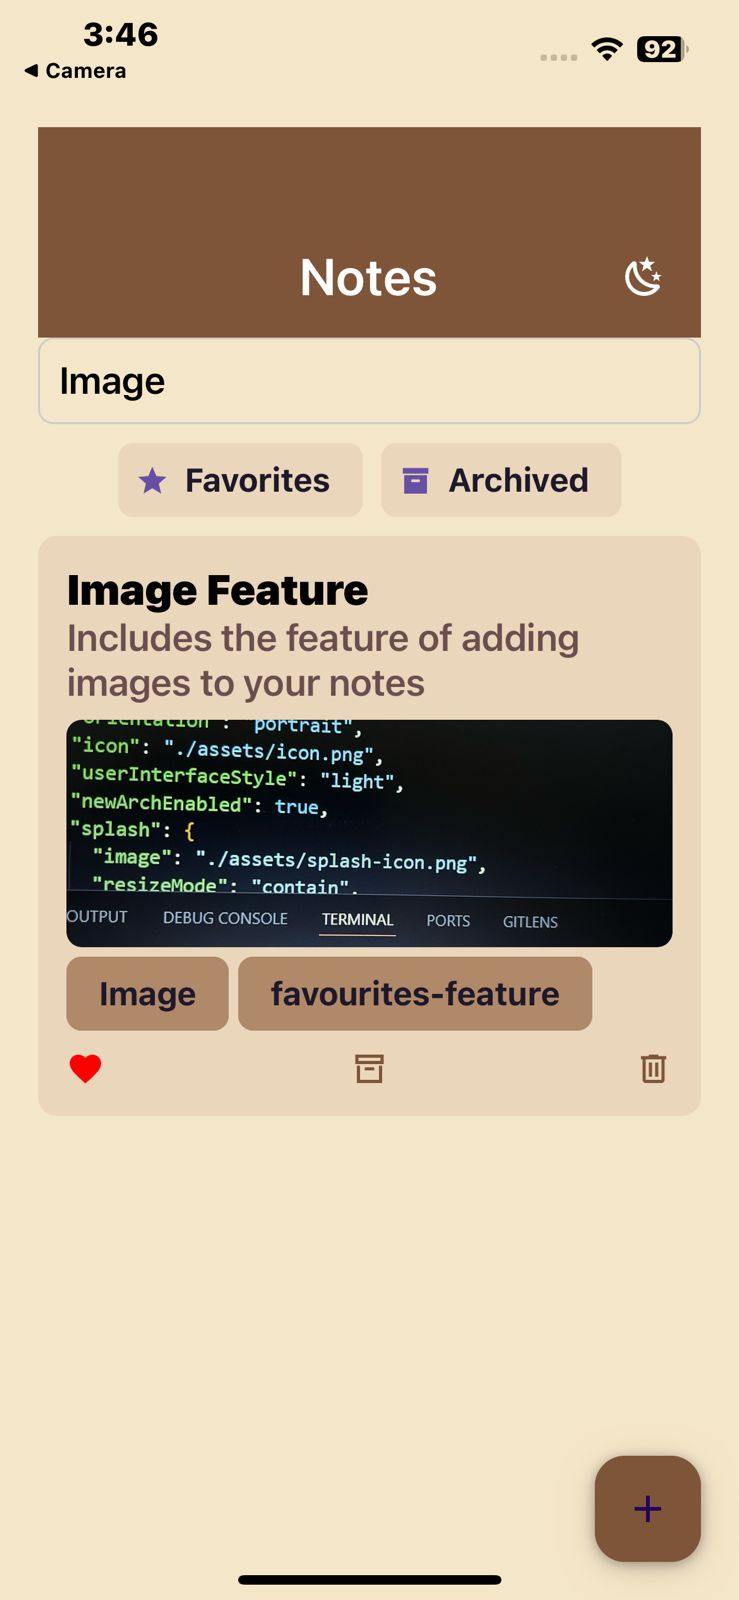 3:46
92
Camera
Notes
Image
Favorites
Archived
Image Feature
Includes the feature of adding
images to your notes
"orientation": "portrait",
"icon": "./assets/icon.png",
"userInterfaceStyle": "light",
"newArchEnabled": true,
"splash": {
"image": "./assets/splash-icon.png",
"resizeMode": "contain",
OUTPUT DEBUG CONSOLE TERMINAL PORTS GITLENS
Image
favourites-feature